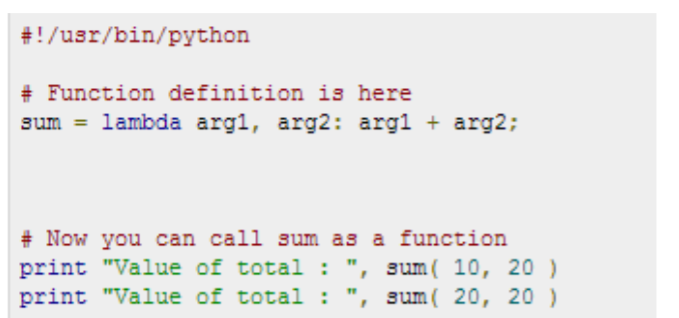 #!/usr/bin/python
# Function definition is here
sum = lambda arg1, arg2: arg1 + arg2;
# Now you can call sum as a function
print "Value of total : ", sum( 10, 20 )
print "Value of total : ", sum( 20, 20 )